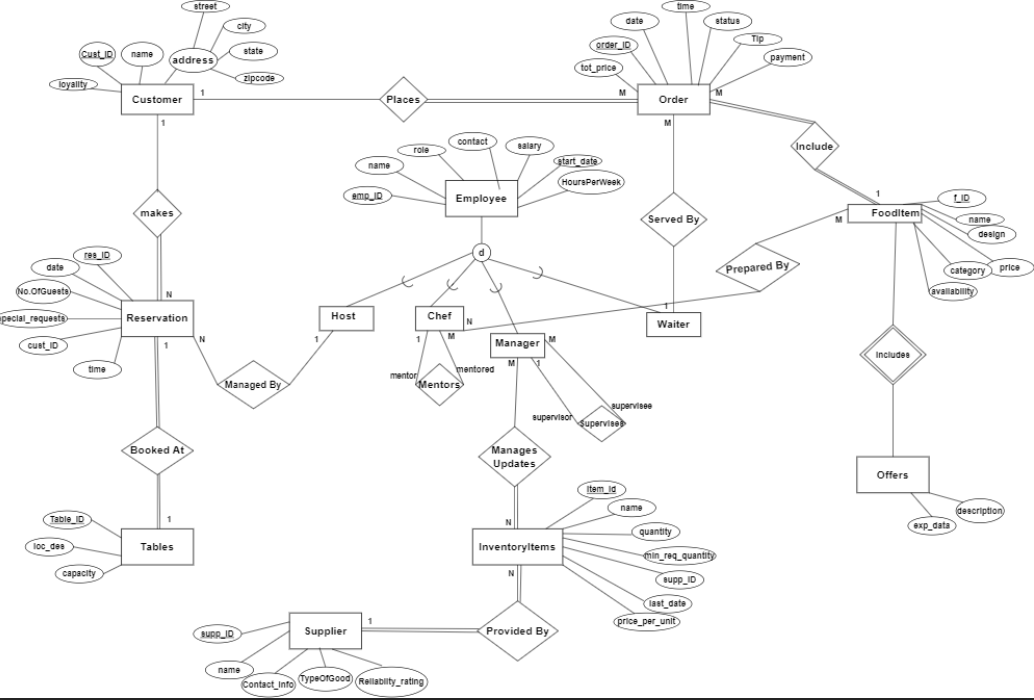 street
city
state
zipcode
address
Cust_ID
name
loyality
Customer
1
1
Places
time
date
status
order_ID
Tip
tot_price
payment
M
Order
M
M
Include
1
FoodItem
M
f_ID
name
design
price
category
availability
contact
role
salary
name
start_date
emp_ID
HoursPerWeek
Employee
d
Served By
Prepared By
makes
res_ID
date
No.OfGuests
special_requests
cust_ID
time
N
Reservation
1
N
Managed By
1
Host
Chef
N
1
M
mentor
mentored
Mentors
Manager
M
M
1
supervisor
supervisee
Supervises
1
Waiter
Includes
Offers
exp_data
description
Booked At
1
Tables
Table_ID
loc_des
capacity
Manages
Updates
N
InventoryItems
N
item_id
name
quantity
min_req_quantity
supp_ID
last_date
price_per_unit
Provided By
1
Supplier
supp_ID
name
Contact_Info
TypeOfGood
Reliablity_rating